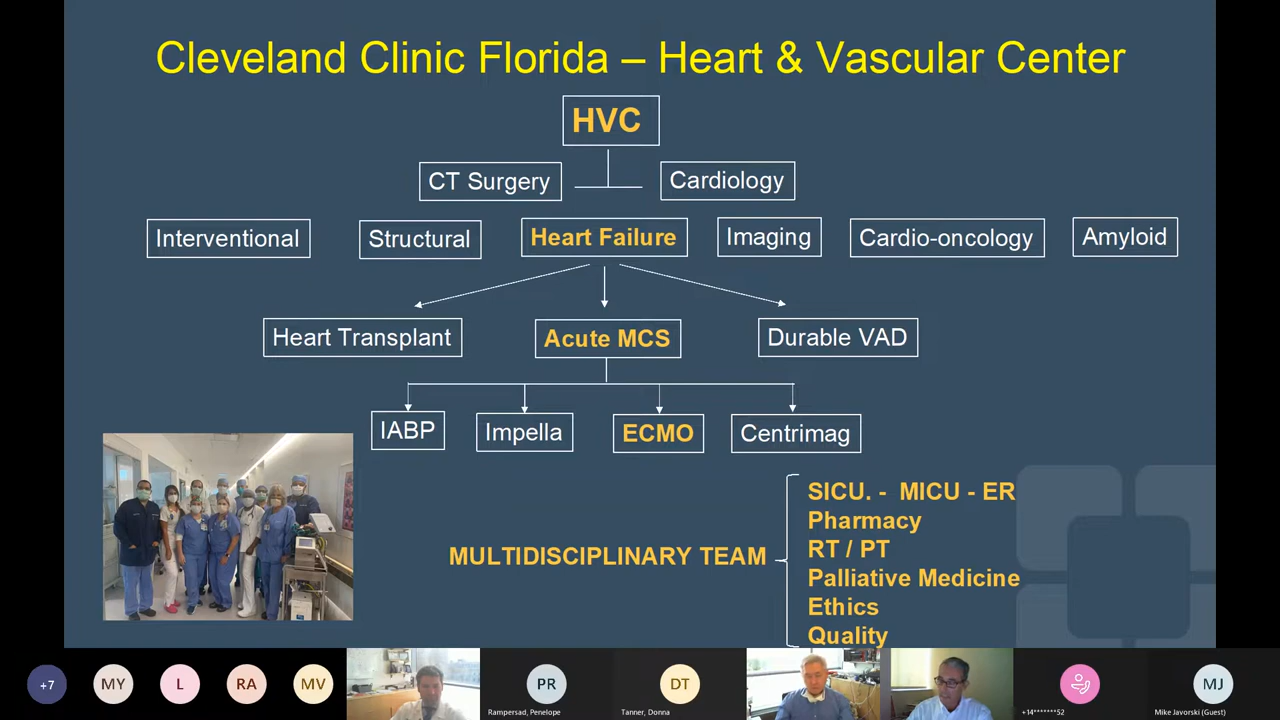 Cleveland Clinic Florida – Heart & Vascular Center
HVC
CT Surgery
Cardiology
Interventional
Structural
Heart Failure
Imaging
Cardio-oncology
Amyloid
Heart Transplant
Acute MCS
Durable VAD
IABP
Impella
ECMO
Centrimag
MULTIDISCIPLINARY TEAM
SICU. - MICU - ER
Pharmacy
RT / PT
Palliative Medicine
Ethics
Quality
+7
MY
L
RA
MV
PR
Rampersad, Penelope
DT
Tanner, Donna
+14*******52
MJ
Mike Javorski (Guest)